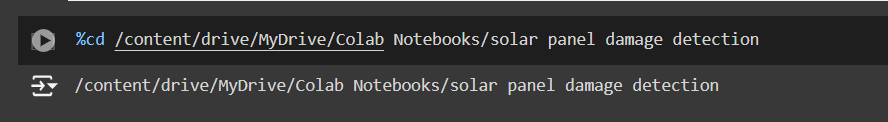 %cd /content/drive/MyDrive/Colab Notebooks/solar panel damage detection
/content/drive/MyDrive/Colab Notebooks/solar panel damage detection